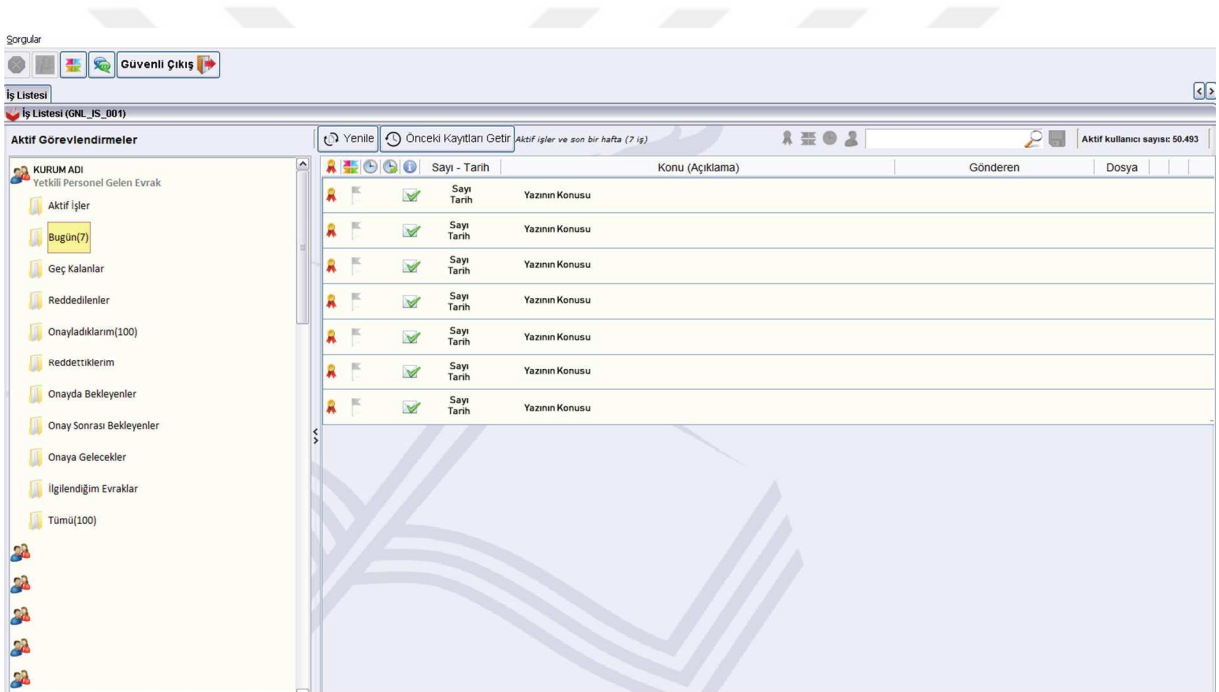 Sorgular
Güvenli Çıkış
İş Listesi
İş Listesi (GNL_IS_001)
Aktif Görevlendirmeler
Yenile
Önceki Kayıtları Getir
Aktif işler ve son bir hafta (7 iş)
Aktif kullanıcı sayısı: 50.493
KURUM ADI
Yetkili Personel Gelen Evrak
Aktif İşler
Bugün(7)
Geç Kalanlar
Reddedilenler
Onayladıklarım(100)
Reddettiklerim
Onayda Bekleyenler
Onay Sonrası Bekleyenler
Onaya Gelecekler
İlgilendiğim Evraklar
Tümü(100)
Sayı - Tarih Konu (Açıklama) Gönderen Dosya
Sayı
Tarih Yazının Konusu
Sayı
Tarih Yazının Konusu
Sayı
Tarih Yazının Konusu
Sayı
Tarih Yazının Konusu
Sayı
Tarih Yazının Konusu
Sayı
Tarih Yazının Konusu
Sayı
Tarih Yazının Konusu